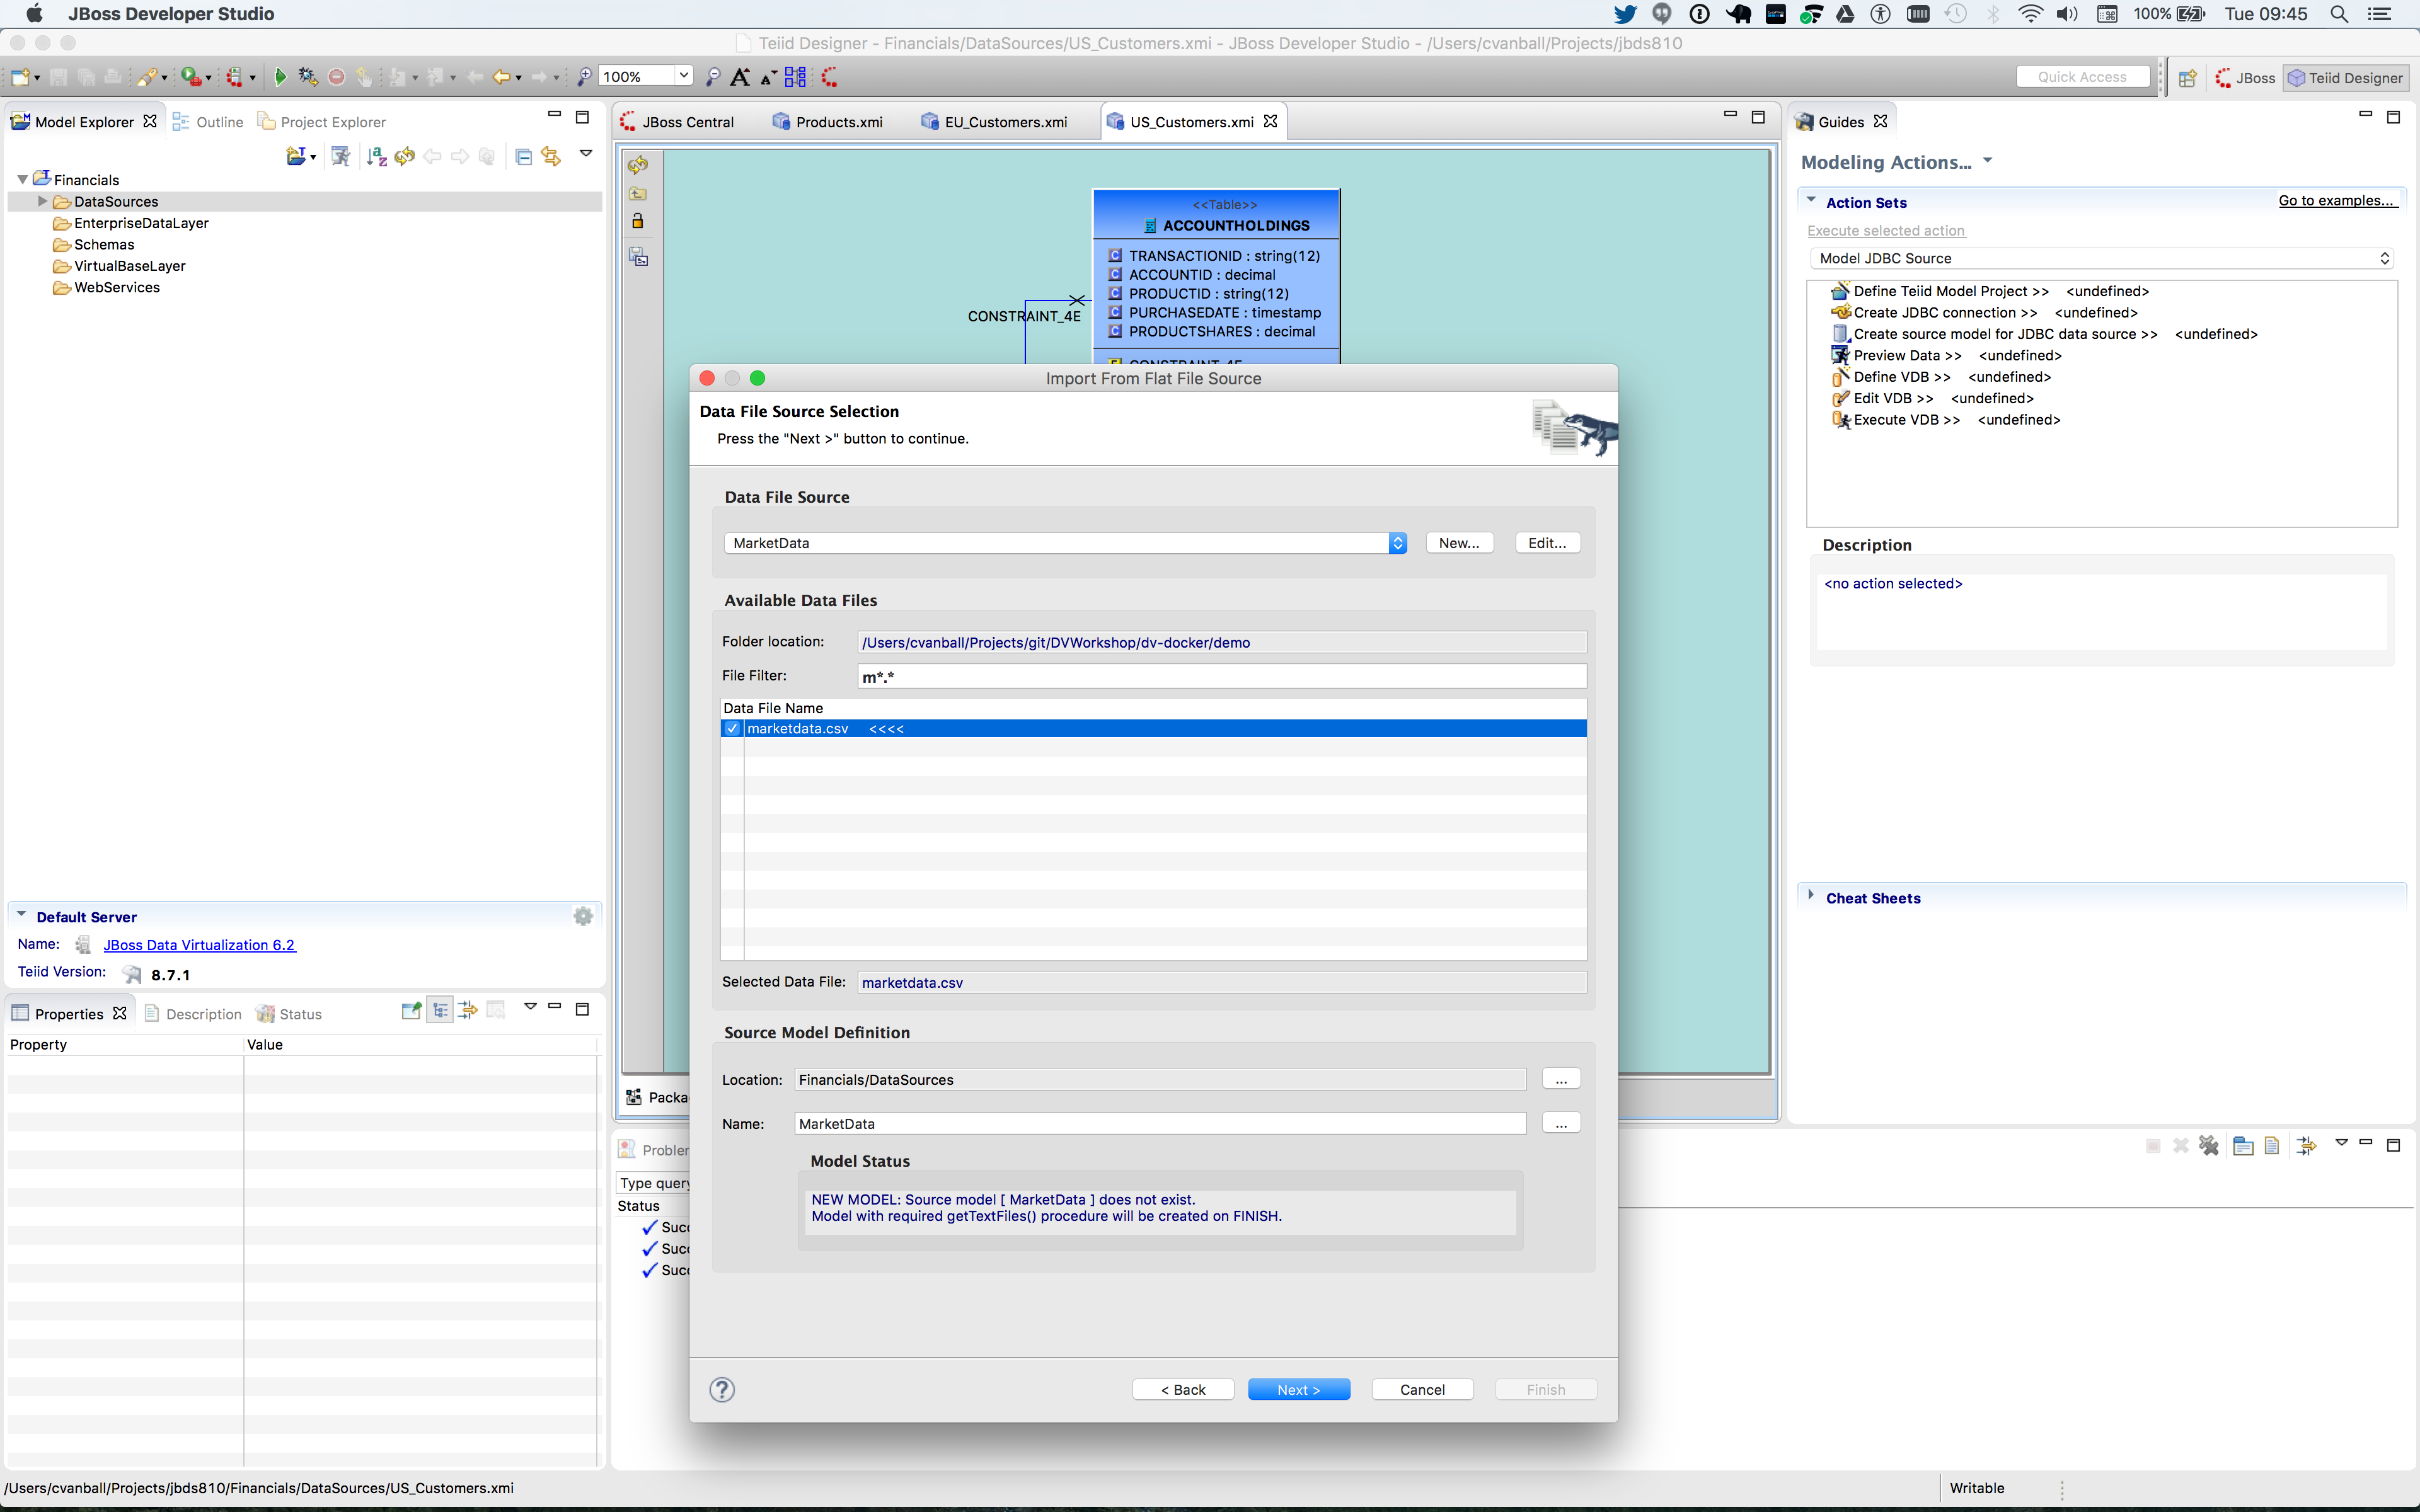 JBoss Developer Studio
100%
Tue 09:45
Teiid Designer - Financials/DataSources/US_Customers.xmi - JBoss Developer Studio - /Users/cvanball/Projects/jbds810
100%
Quick Access
JBoss
Teiid Designer
Model Explorer
Outline
Project Explorer
Financials
DataSources
EnterpriseDataLayer
Schemas
VirtualBaseLayer
WebServices
Default Server
Name: JBoss Data Virtualization 6.2
Teiid Version: 8.7.1
Properties
Description
Status
Property Value
JBoss Central
Products.xmi
EU_Customers.xmi
US_Customers.xmi
<<Table>>
ACCOUNTHOLDINGS
TRANSACTIONID : string(12)
ACCOUNTID : decimal
PRODUCTID : string(12)
PURCHASEDATE : timestamp
PRODUCTSHARES : decimal
CONSTRAINT_4E
CONSTRAINT_4E
Import From Flat File Source
Data File Source Selection
Press the "Next >" button to continue.
Data File Source
MarketData
New...
Edit...
Available Data Files
Folder location: /Users/cvanball/Projects/git/DVWorkshop/dv-docker/demo
File Filter: m*.*
Data File Name
marketdata.csv <<<<
Selected Data File: marketdata.csv
Source Model Definition
Location: Financials/DataSources
...
Name: MarketData
...
Model Status
NEW MODEL: Source model [ MarketData ] does not exist.
Model with required getTextFiles() procedure will be created on FINISH.
< Back
Next >
Cancel
Finish
Packa
Probler
Type query
Status
Succ
Succ
Succ
Guides
Modeling Actions...
Action Sets
Go to examples...
Execute selected action
Model JDBC Source
Define Teiid Model Project >> <undefined>
Create JDBC connection >> <undefined>
Create source model for JDBC data source >> <undefined>
Preview Data >> <undefined>
Define VDB >> <undefined>
Edit VDB >> <undefined>
Execute VDB >> <undefined>
Description
<no action selected>
Cheat Sheets
/Users/cvanball/Projects/jbds810/Financials/DataSources/US_Customers.xmi
Writable